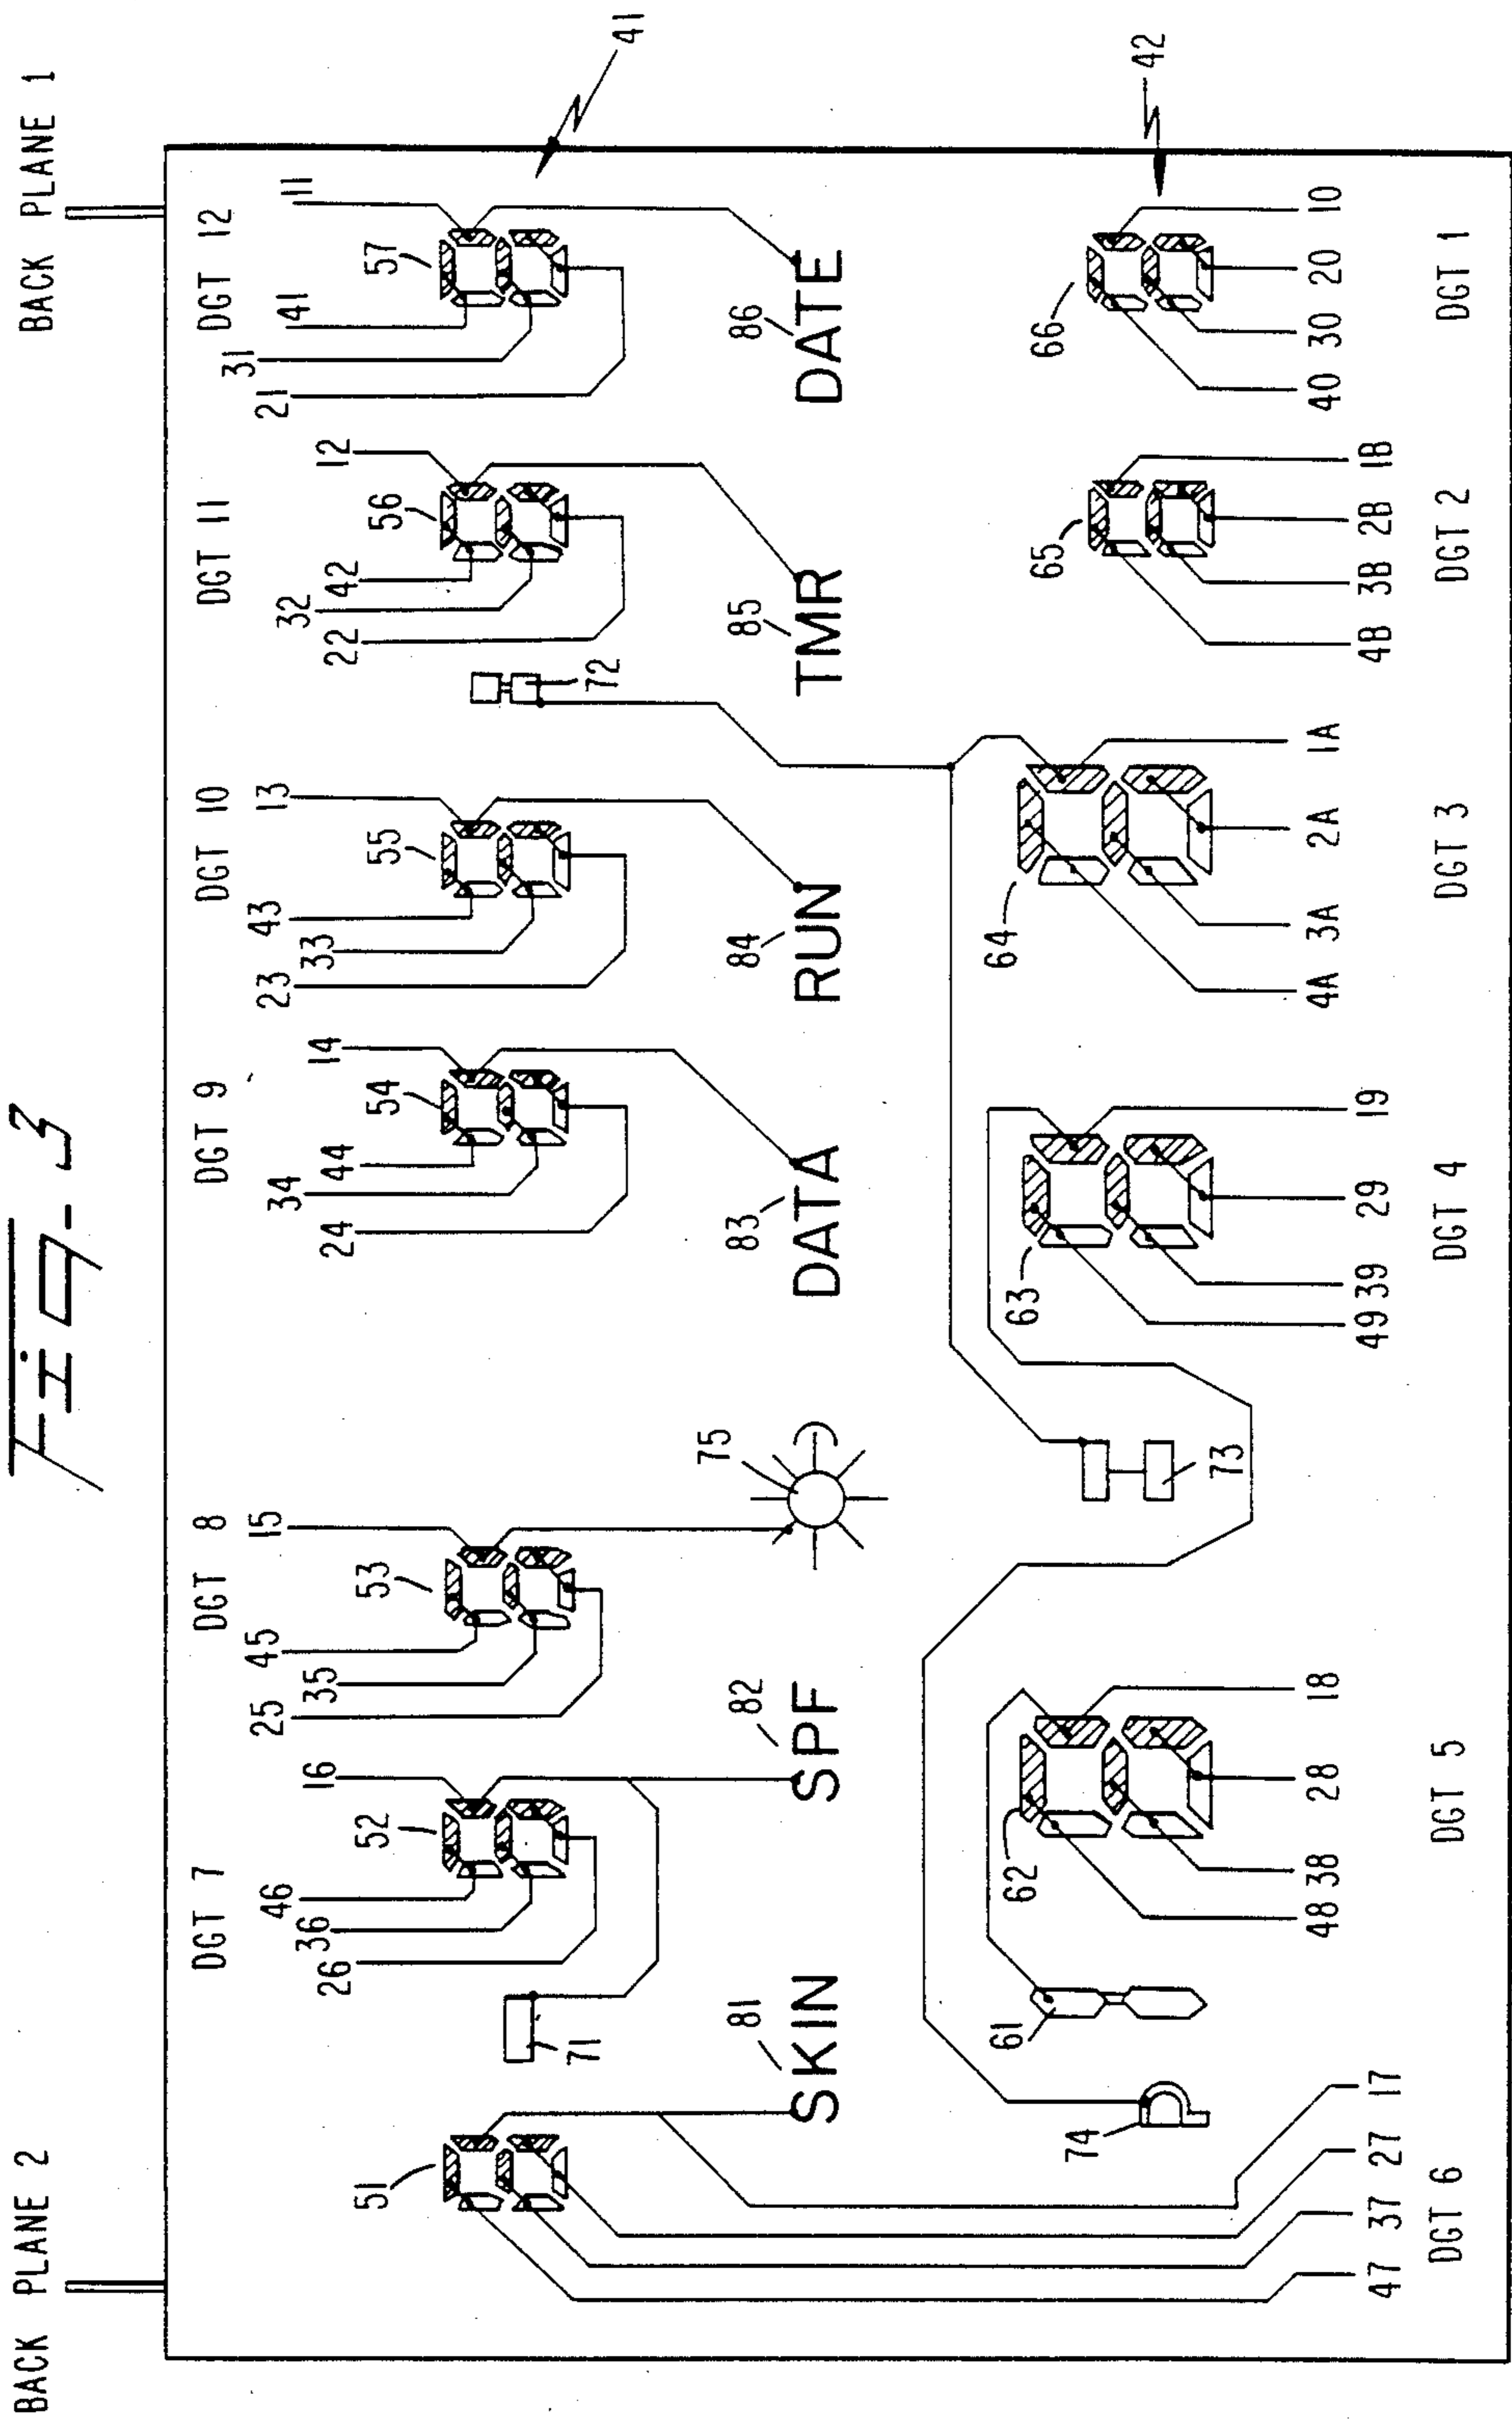 Fig-3
BACK PLANE 2
BACK PLANE 1
DGT 7
DGT 8
DGT 9
DGT 10
DGT 11
DGT 12
46
36
26
16
45
35
25
15
34
44
24
14
43
33
23
13
32
42
22
12
41
31
21
11
51
52
53
54
55
56
57
41
71
72
81
SKIN
82
SPF
75
83
DATA
84
RUN
85
TMR
86
DATE
42
74
61
62
73
63
64
65
66
47
37
27
17
48
38
28
18
49
39
29
19
4A
3A
2A
1A
4B
3B
2B
1B
40
30
20
10
DGT 6
DGT 5
DGT 4
DGT 3
DGT 2
DGT 1